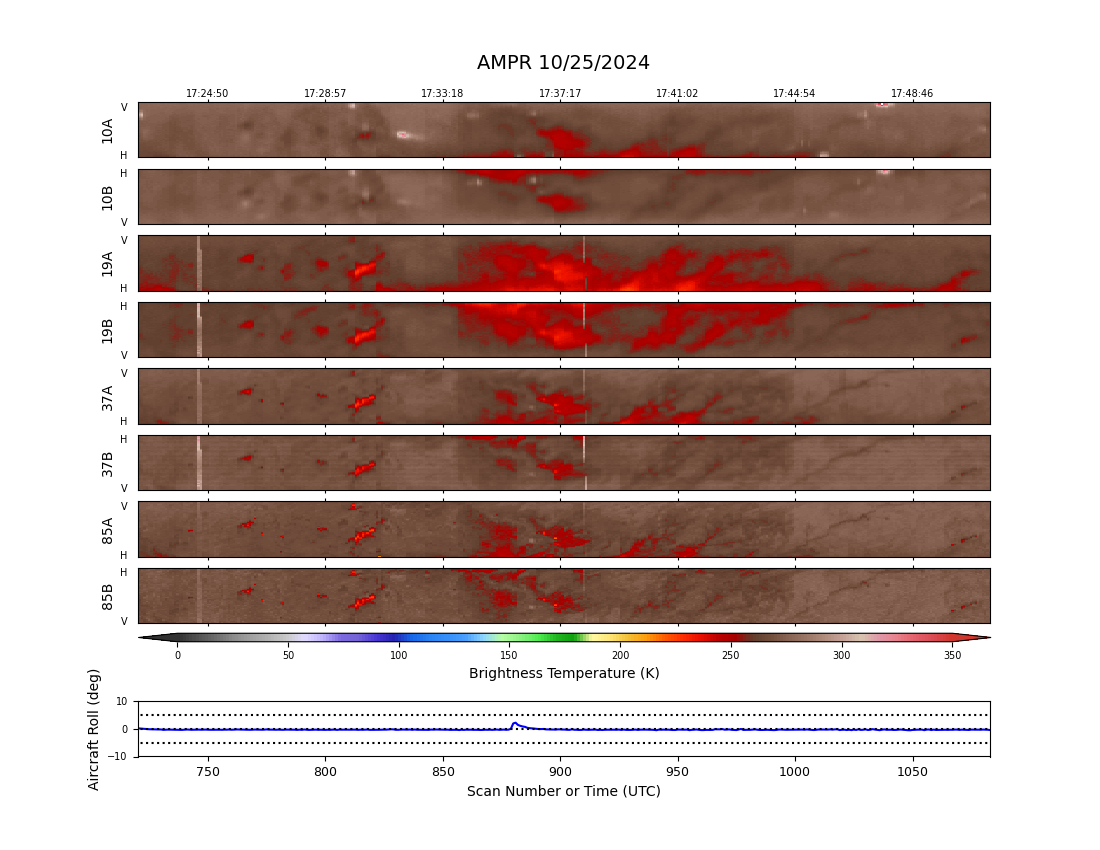 AMPR 10/25/2024
17:24:50 17:28:57 17:33:18 17:37:17 17:41:02 17:44:54 17:48:46
V
10A
H
H
10B
V
V
19A
H
H
19B
V
V
37A
H
H
37B
V
V
85A
H
H
85B
V
0 50 100 150 200 250 300 350
Brightness Temperature (K)
Aircraft Roll (deg)
10
0
−10
750 800 850 900 950 1000 1050
Scan Number or Time (UTC)